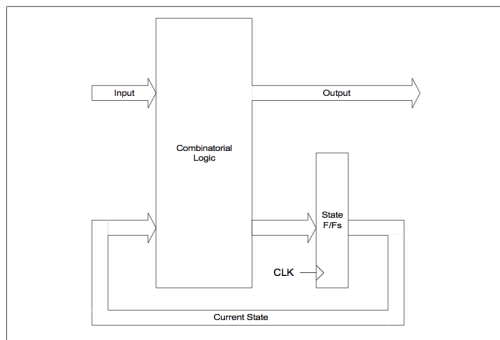 Input
Output
Combinatorial
Logic
State
F/Fs
CLK
Current State